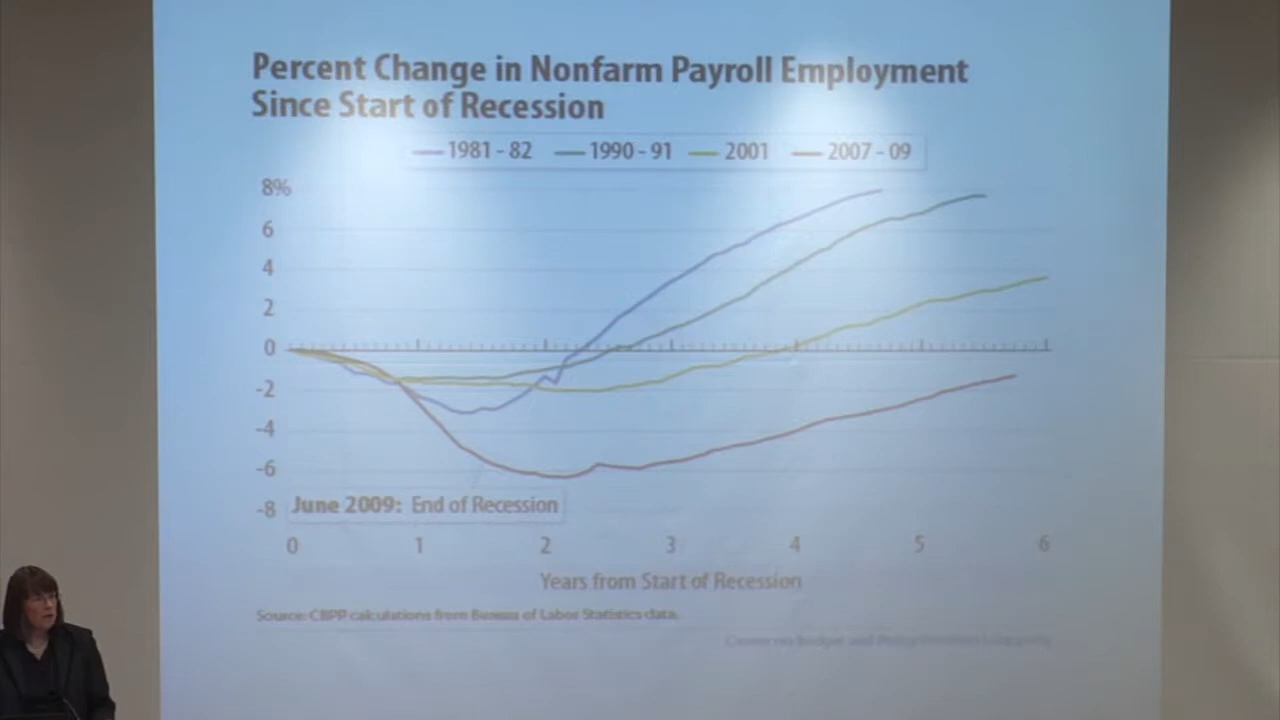 Percent Change in Nonfarm Payroll Employment
Since Start of Recession
1981 - 82 1990 - 91 2001 2007 - 09
8%
6
4
2
0
-2
-4
-6
-8
June 2009: End of Recession
0 1 2 3 4 5 6
Years from Start of Recession
Source: CBPP calculations from Bureau of Labor Statistics data.